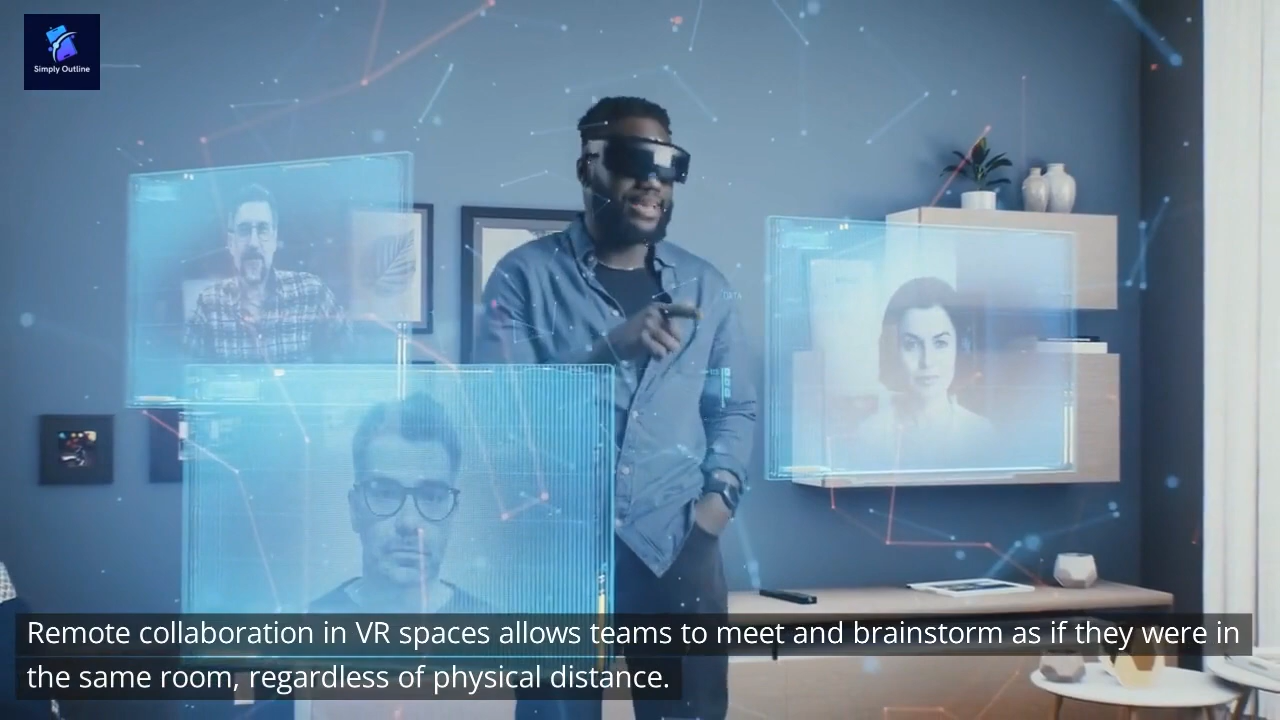 Simply Outline
DATA
Remote collaboration in VR spaces allows teams to meet and brainstorm as if they were in
the same room, regardless of physical distance.